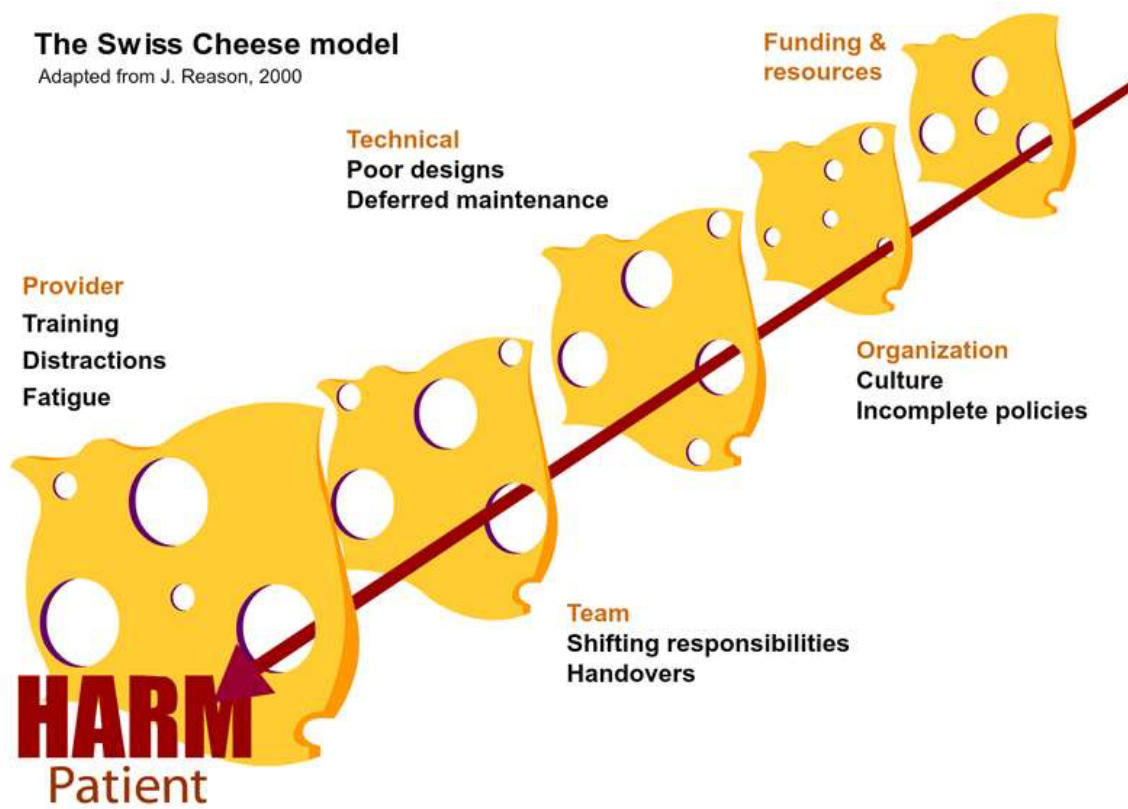 The Swiss Cheese model
Adapted from J. Reason, 2000
Funding &
resources
Technical
Poor designs
Deferred maintenance
Provider
Training
Distractions
Fatigue
Organization
Culture
Incomplete policies
Team
Shifting responsibilities
Handovers
HARM
Patient